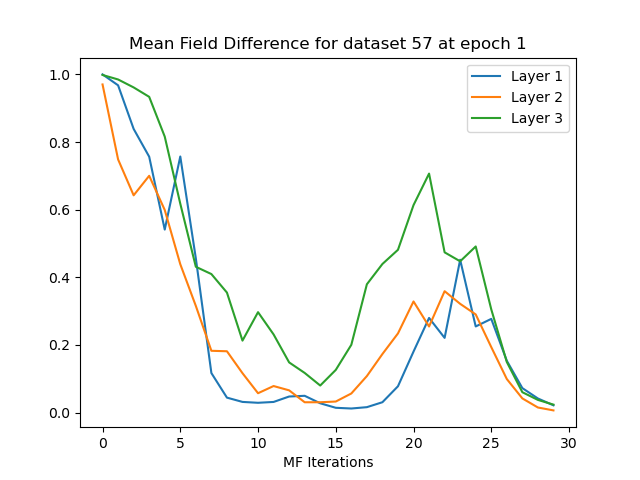 Mean Field Difference for dataset 57 at epoch 1
Layer 1
Layer 2
Layer 3
1.0
0.8
0.6
0.4
0.2
0.0
0 5 10 15 20 25 30
MF Iterations